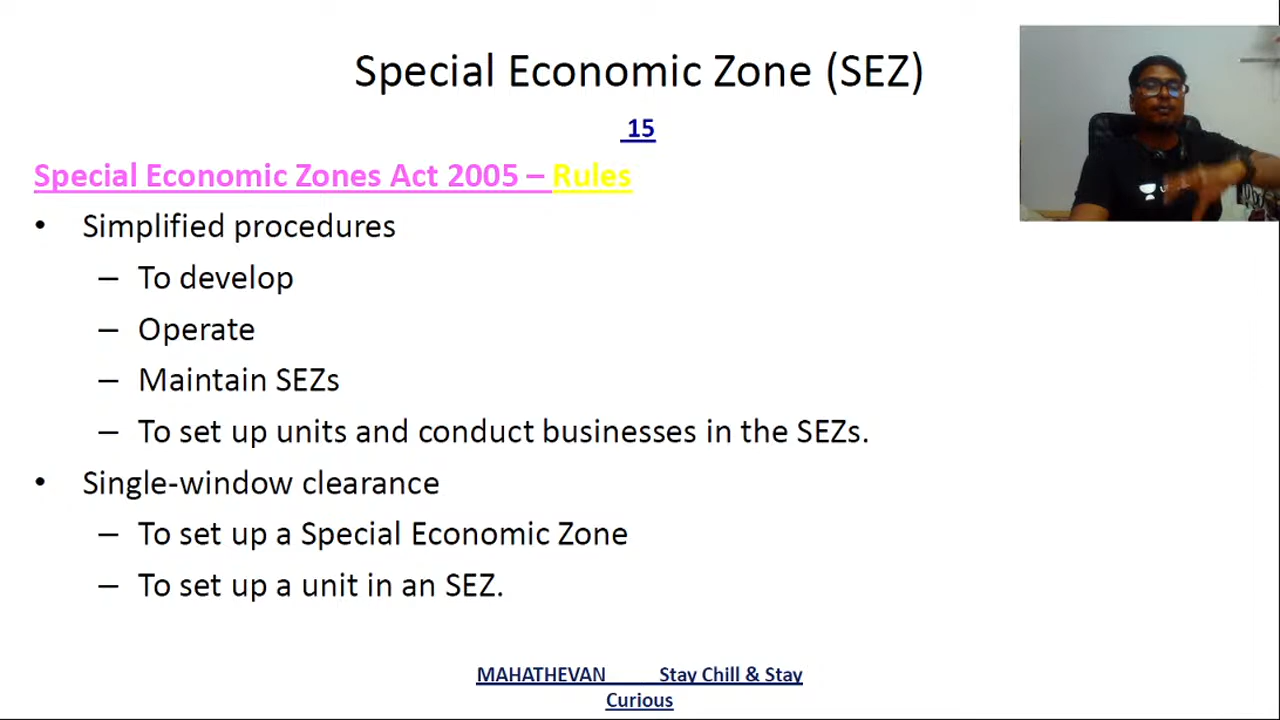 Special Economic Zone (SEZ)
15
Special Economic Zones Act 2005 – Rules
• Simplified procedures
– To develop
– Operate
– Maintain SEZs
– To set up units and conduct businesses in the SEZs.
• Single-window clearance
– To set up a Special Economic Zone
– To set up a unit in an SEZ.
MAHATHEVAN Stay Chill & Stay
Curious